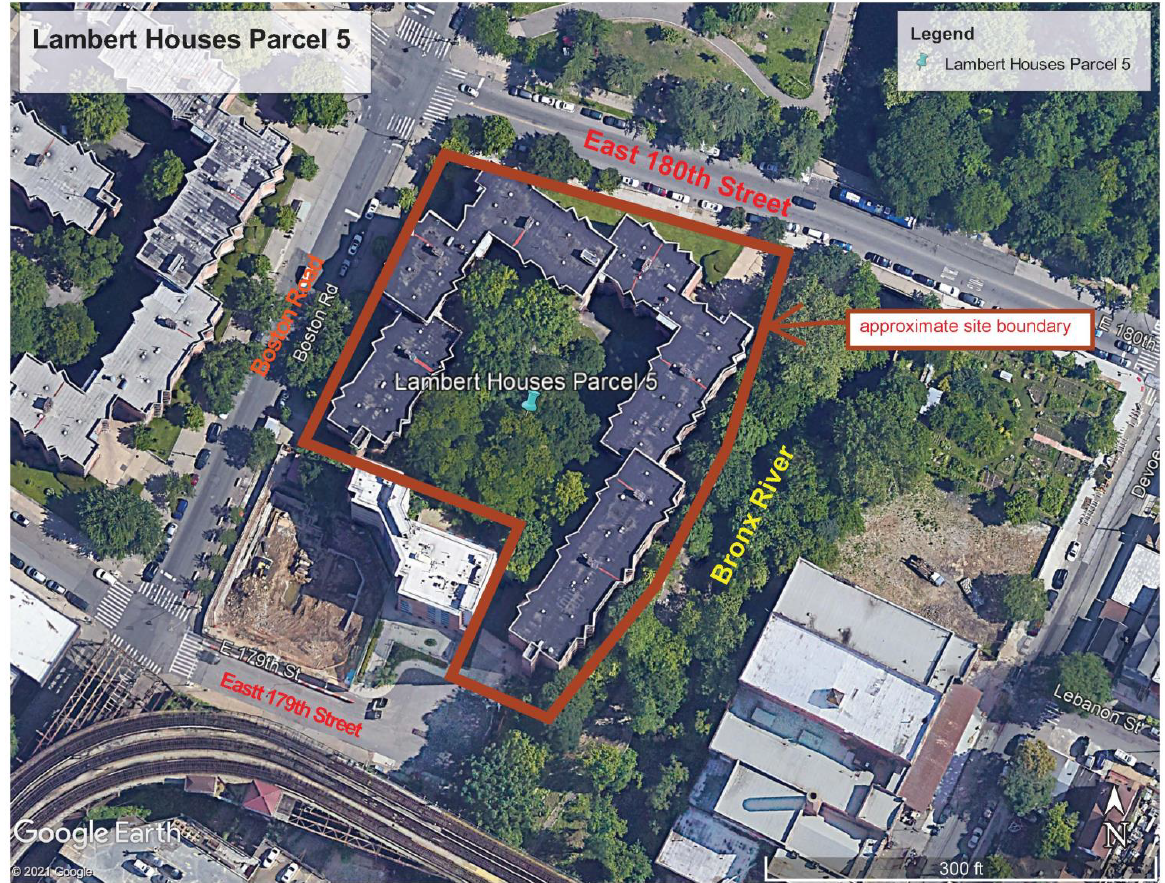 Lambert Houses Parcel 5
Legend
Lambert Houses Parcel 5
East 180th Street
approximate site boundary
E 180th
Boston Road
Boston Rd
Lambert Houses Parcel 5
Bronx River
Devoe
E 179th St
Eastt 179th Street
Lebanon St
Google Earth
© 2021 Google
N
300 ft